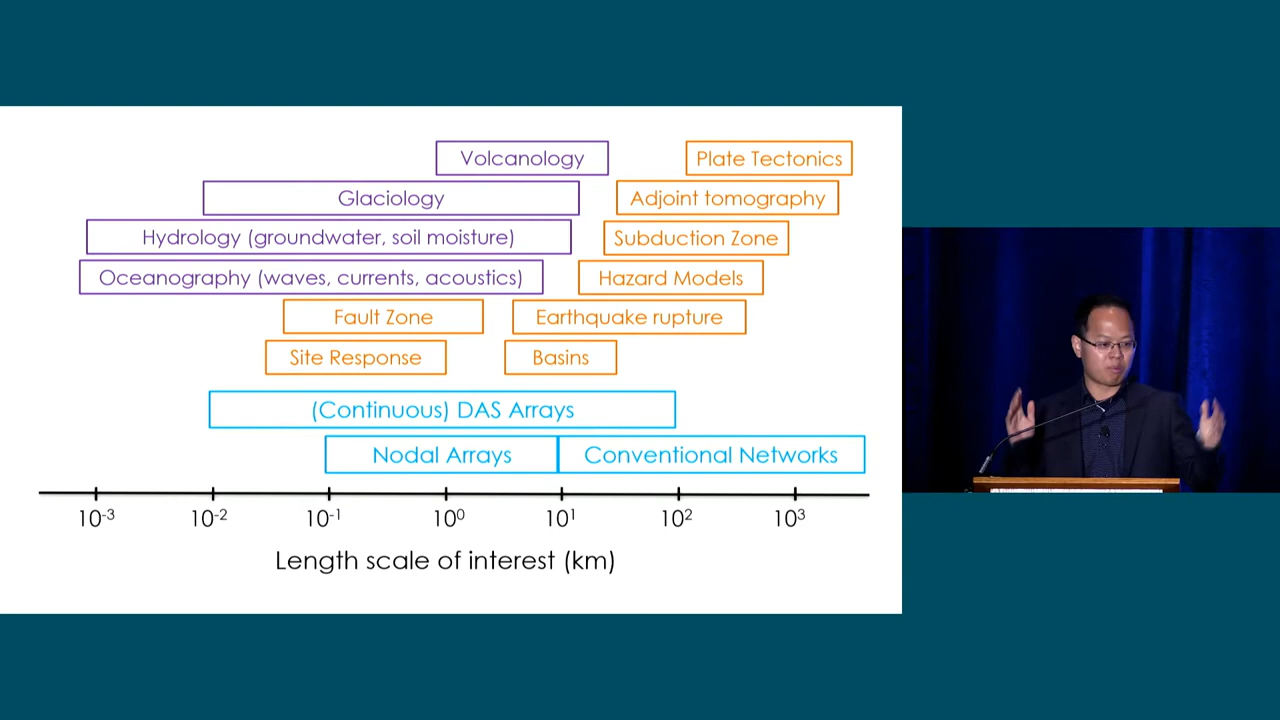 Volcanology
Plate Tectonics
Glaciology
Adjoint tomography
Hydrology (groundwater, soil moisture)
Subduction Zone
Oceanography (waves, currents, acoustics)
Hazard Models
Fault Zone
Earthquake rupture
Site Response
Basins
(Continuous) DAS Arrays
Nodal Arrays
Conventional Networks
10⁻³ 10⁻² 10⁻¹ 10⁰ 10¹ 10² 10³
Length scale of interest (km)